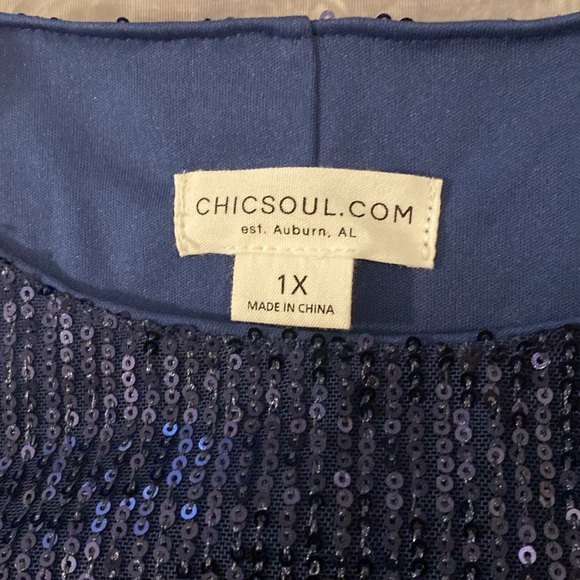 CHICSOUL.COM
est. Auburn, AL
1X
MADE IN CHINA